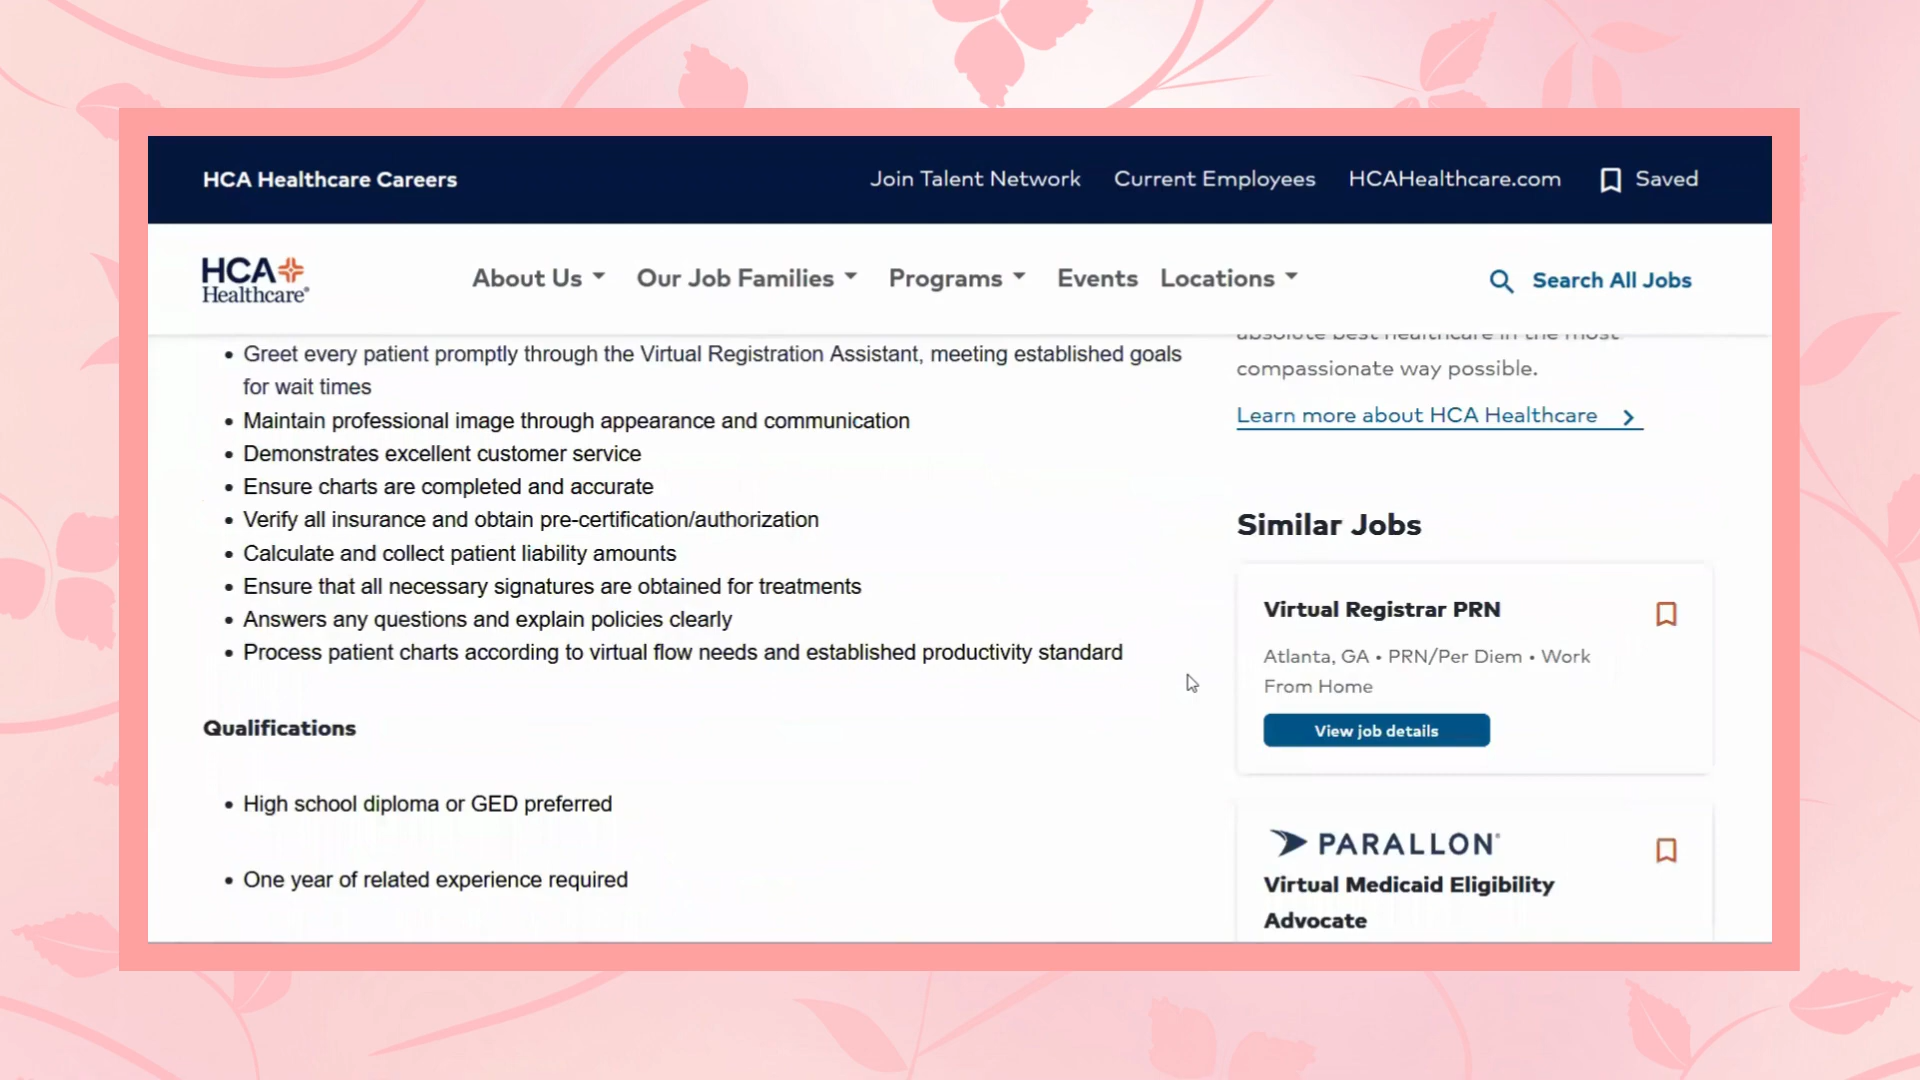 HCA Healthcare Careers
Join Talent Network
Current Employees
HCAHealthcare.com
Saved
HCA
Healthcare®
About Us
Our Job Families
Programs
Events
Locations
Search All Jobs
• Greet every patient promptly through the Virtual Registration Assistant, meeting established goals
for wait times
• Maintain professional image through appearance and communication
• Demonstrates excellent customer service
• Ensure charts are completed and accurate
• Verify all insurance and obtain pre-certification/authorization
• Calculate and collect patient liability amounts
• Ensure that all necessary signatures are obtained for treatments
• Answers any questions and explain policies clearly
• Process patient charts according to virtual flow needs and established productivity standard
Qualifications
• High school diploma or GED preferred
• One year of related experience required
absolute best healthcare in the most
compassionate way possible.
Learn more about HCA Healthcare
Similar Jobs
Virtual Registrar PRN
Atlanta, GA • PRN/Per Diem • Work
From Home
View job details
PARALLON®
Virtual Medicaid Eligibility
Advocate